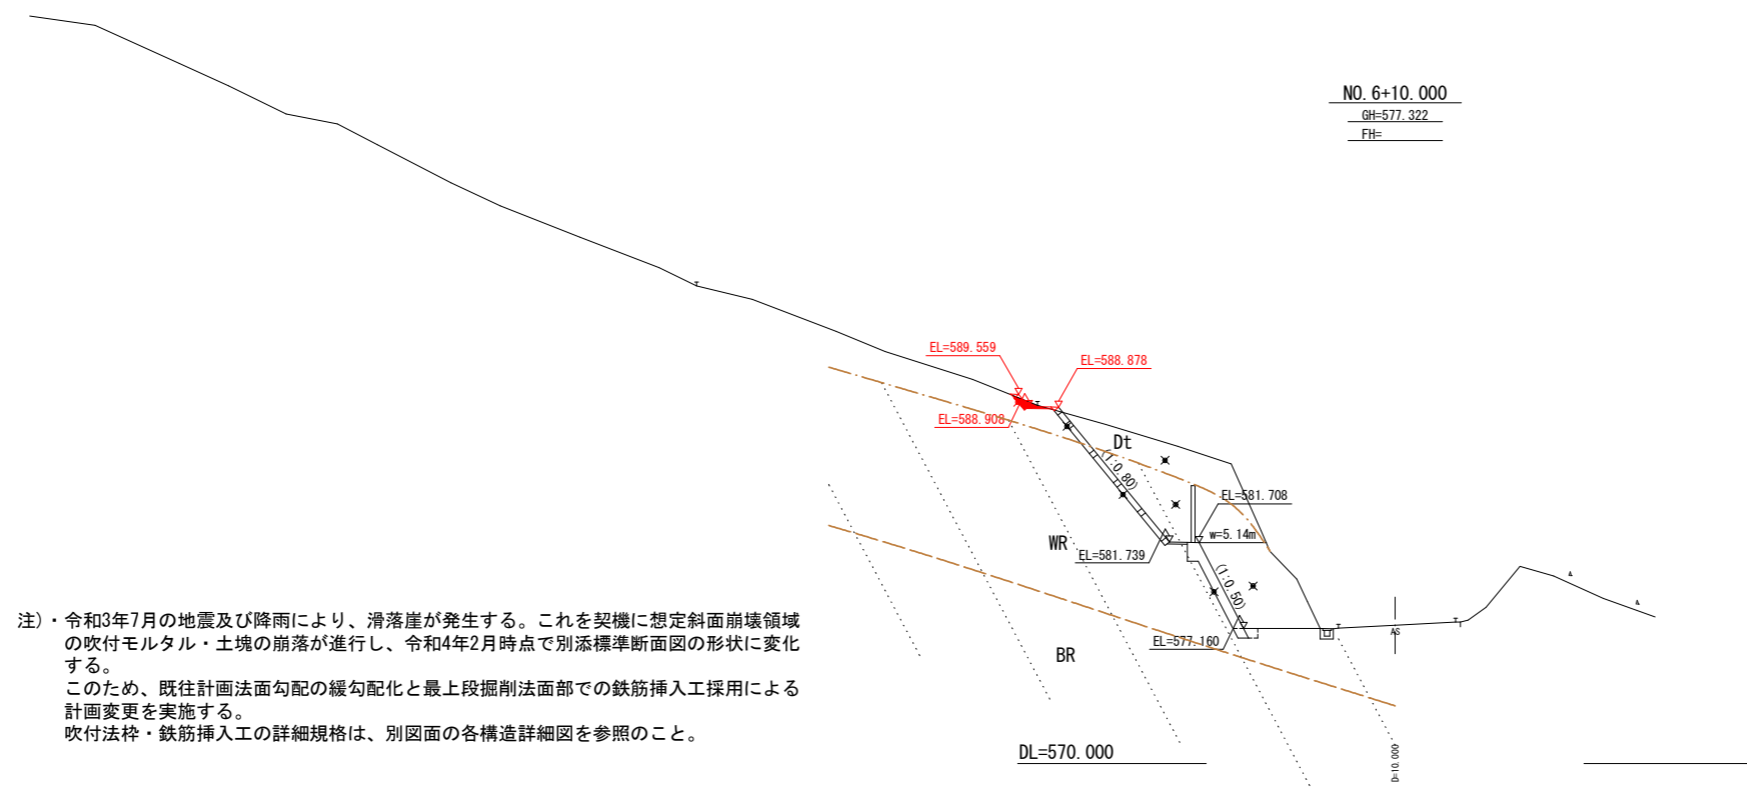 NO. 6+10.000
GH=577.322
FH=
EL=589.559
EL=588.878
EL=588.908
Dt
(1:0.80)
EL=581.708
w=5.14m
WR
EL=581.739
(1:0.50)
EL=577.160
AS
BR
注)・令和3年7月の地震及び降雨により、滑落崖が発生する。これを契機に想定斜面崩壊領域
の吹付モルタル・土塊の崩落が進行し、令和4年2月時点で別添標準断面図の形状に変化
する。
このため、既往計画法面勾配の緩勾配化と最上段掘削法面部での鉄筋挿入工採用による
計画変更を実施する。
吹付法枠・鉄筋挿入工の詳細規格は、別図面の各構造詳細図を参照のこと。
DL=570.000
D=10.000